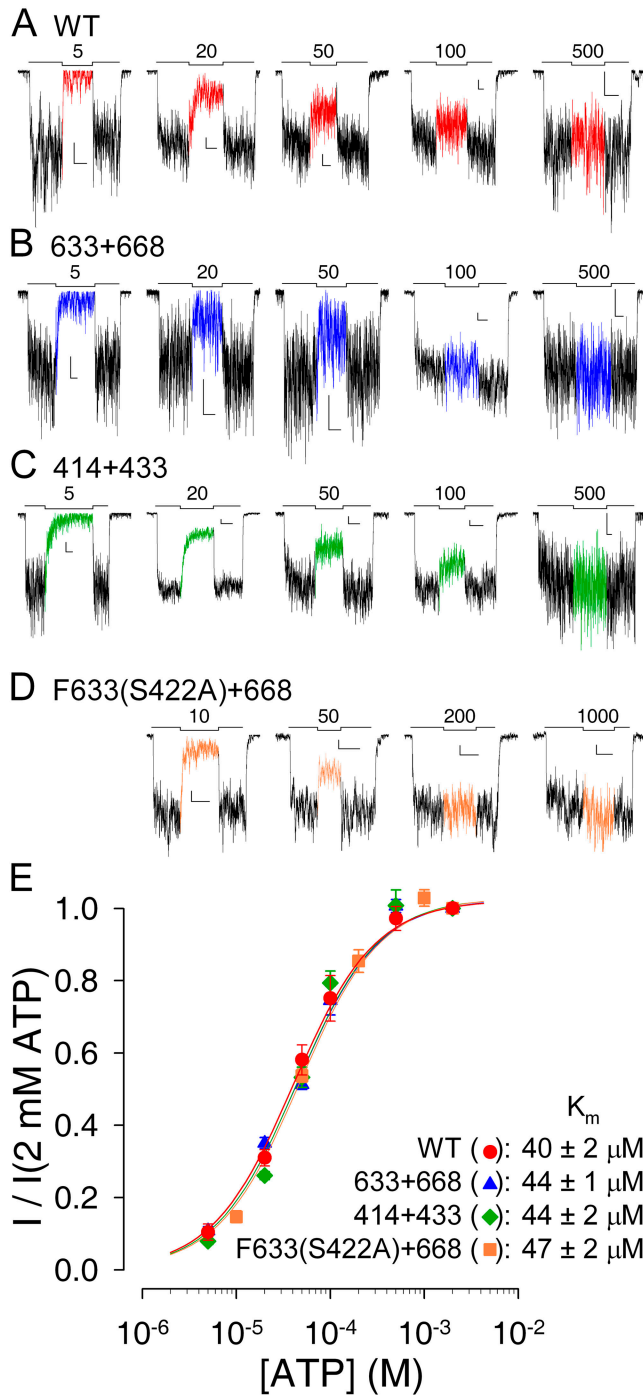 A WT
5 20 50 100 500
B 633+668
5 20 50 100 500
C 414+433
5 20 50 100 500
D F633(S422A)+668
10 50 200 1000
E
I / I(2 mM ATP)
1.0
0.8
0.6
0.4
0.2
0.0
Km
WT (●): 40 ± 2 μM
633+668 (▲): 44 ± 1 μM
414+433 (◆): 44 ± 2 μM
F633(S422A)+668 (■): 47 ± 2 μM
10⁻⁶ 10⁻⁵ 10⁻⁴ 10⁻³ 10⁻²
[ATP] (M)